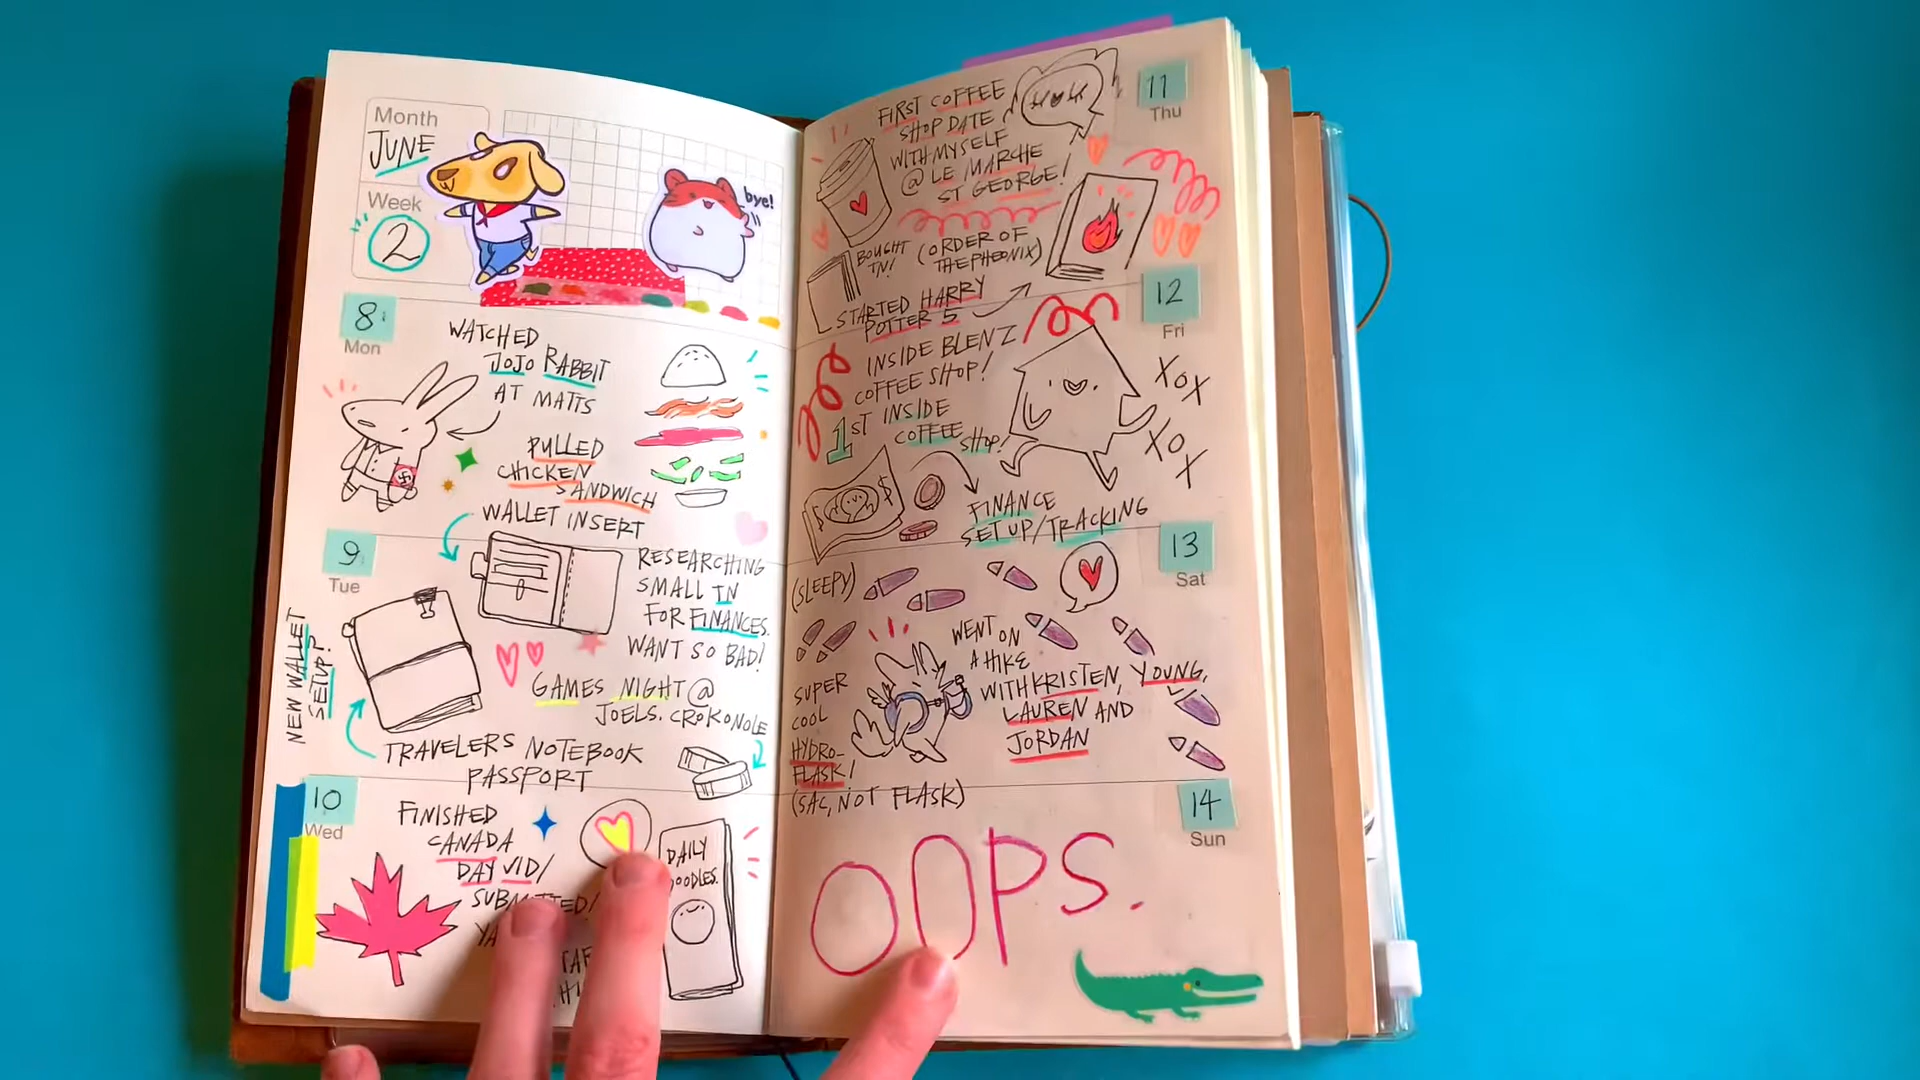 Month
JUNE
Week
2
bye!
8
Mon
WATCHED
JOJO RABBIT
AT MATTS
PULLED
CHICKEN
SANDWICH
WALLET INSERT
9
Tue
RESEARCHING
SMALL TN
FOR FINANCES.
WANT SO BAD!
NEW WALLET
SETUP?
GAMES NIGHT @
JOELS. CROKONOLE
TRAVELERS NOTEBOOK
PASSPORT
10
Wed
FINISHED
CANADA
DAY VID/
DAILY
DOODLES.
11
Thu
FIRST COFFEE
SHOP DATE
WITH MYSELF
@ LE MARCHE
ST GEORGE!
BOUGHT
TN!
(ORDER OF
THE PHEONIX)
STARTED HARRY
POTTER 5
12
Fri
INSIDE BLENZ
COFFEE SHOP!
1ST INSIDE
COFFEE SHOP!
XOX
XO
X
$ $
FINANCE
SET UP/TRACKING
13
Sat
(SLEEPY)
WENT ON
A HIKE
WITH KRISTEN, YOUNG,
LAUREN AND
JORDAN
SUPER
COOL
HYDRO-
FLASK!
(SAC, NOT FLASK)
14
Sun
OOPS.